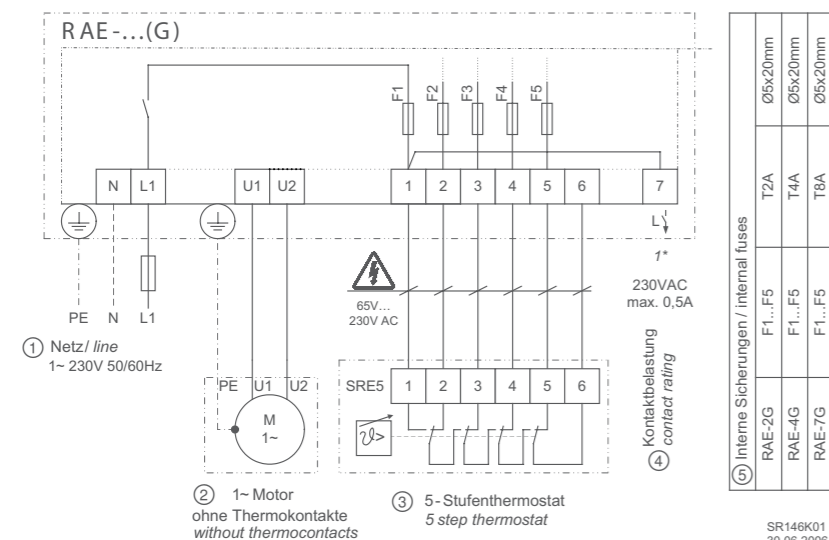 RAE-...(G)
F1
F2
F3
F4
F5
N L1 U1 U2 1 2 3 4 5 6 7
L
1*
230VAC
max. 0,5A
65V...
230V AC
PE N L1
① Netz/ line
1~ 230V 50/60Hz
PE U1 U2
M
1~
② 1~ Motor
ohne Thermokontakte
without thermocontacts
SRE5 1 2 3 4 5 6
ϑ>
③ 5-Stufenthermostat
5 step thermostat
④ Kontaktbelastung
contact rating
⑤ Interne Sicherungen / internal fuses
RAE-2G F1...F5 T2A Ø5x20mm
RAE-4G F1...F5 T4A Ø5x20mm
RAE-7G F1...F5 T8A Ø5x20mm
SR146K01
30.06.2006